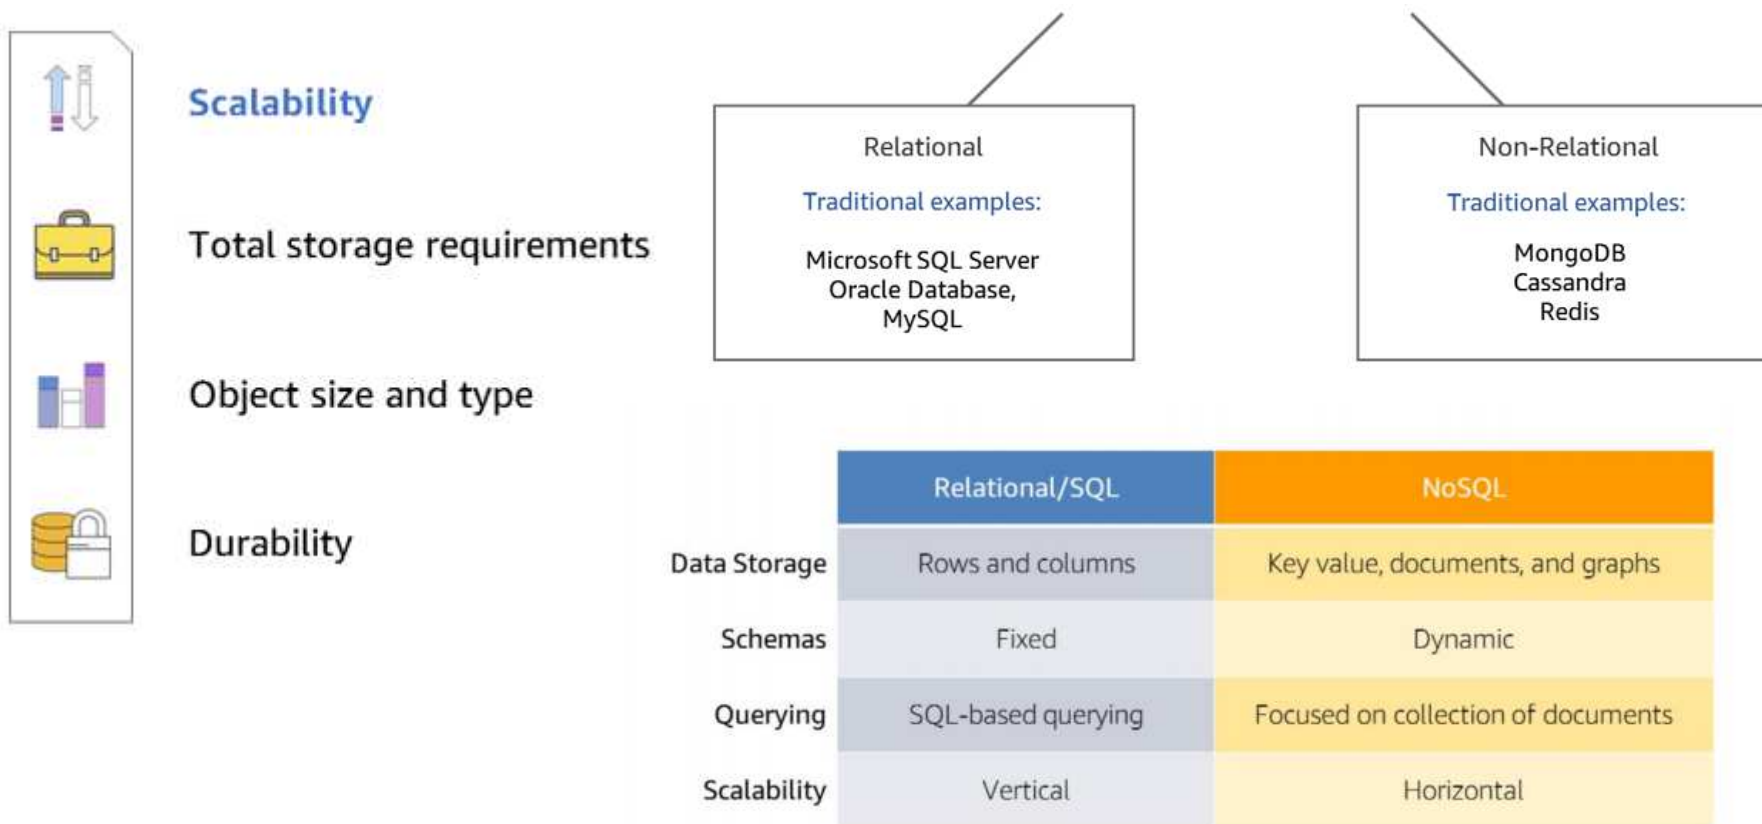 Scalability
Total storage requirements
Object size and type
Durability
Relational
Traditional examples:
Microsoft SQL Server
Oracle Database,
MySQL
Non-Relational
Traditional examples:
MongoDB
Cassandra
Redis
Relational/SQL NoSQL
Data Storage Rows and columns Key value, documents, and graphs
Schemas Fixed Dynamic
Querying SQL-based querying Focused on collection of documents
Scalability Vertical Horizontal